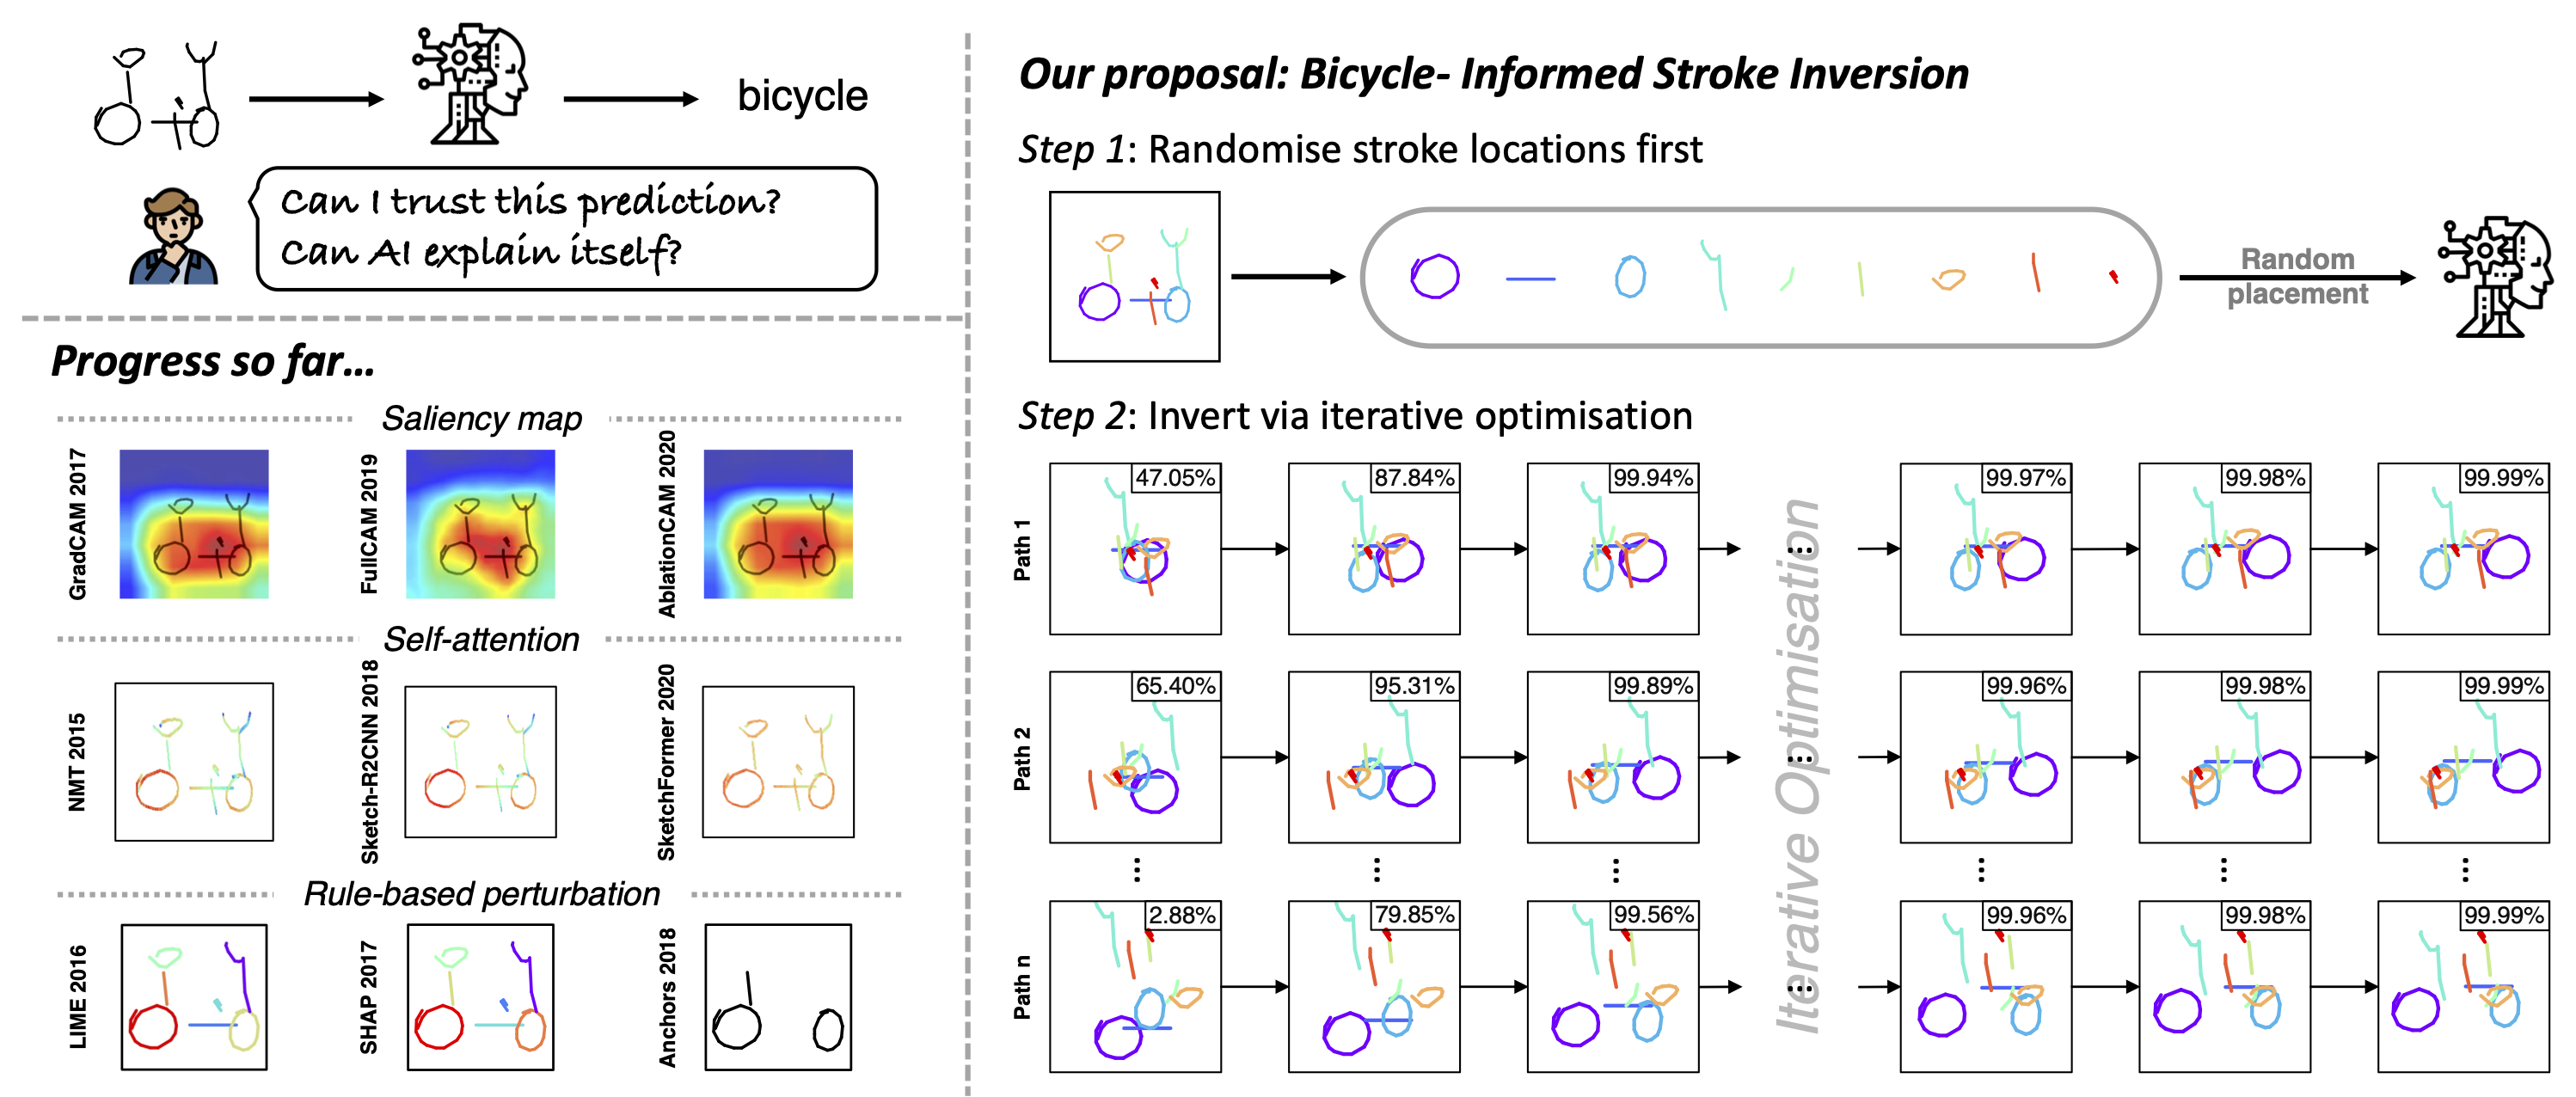 bicycle
Can I trust this prediction?
Can AI explain itself?
Progress so far...
Saliency map
GradCAM 2017
FullCAM 2019
AblationCAM 2020
Self-attention
NMT 2015
Sketch-R2CNN 2018
SketchFormer 2020
Rule-based perturbation
LIME 2016
SHAP 2017
Anchors 2018
Our proposal: Bicycle- Informed Stroke Inversion
Step 1: Randomise stroke locations first
Random
placement
Step 2: Invert via iterative optimisation
Path 1
47.05%
87.84%
99.94%
99.97%
99.98%
99.99%
Path 2
65.40%
95.31%
99.89%
99.96%
99.98%
99.99%
Path n
2.88%
79.85%
99.56%
99.96%
99.98%
99.99%
Iterative Optimisation